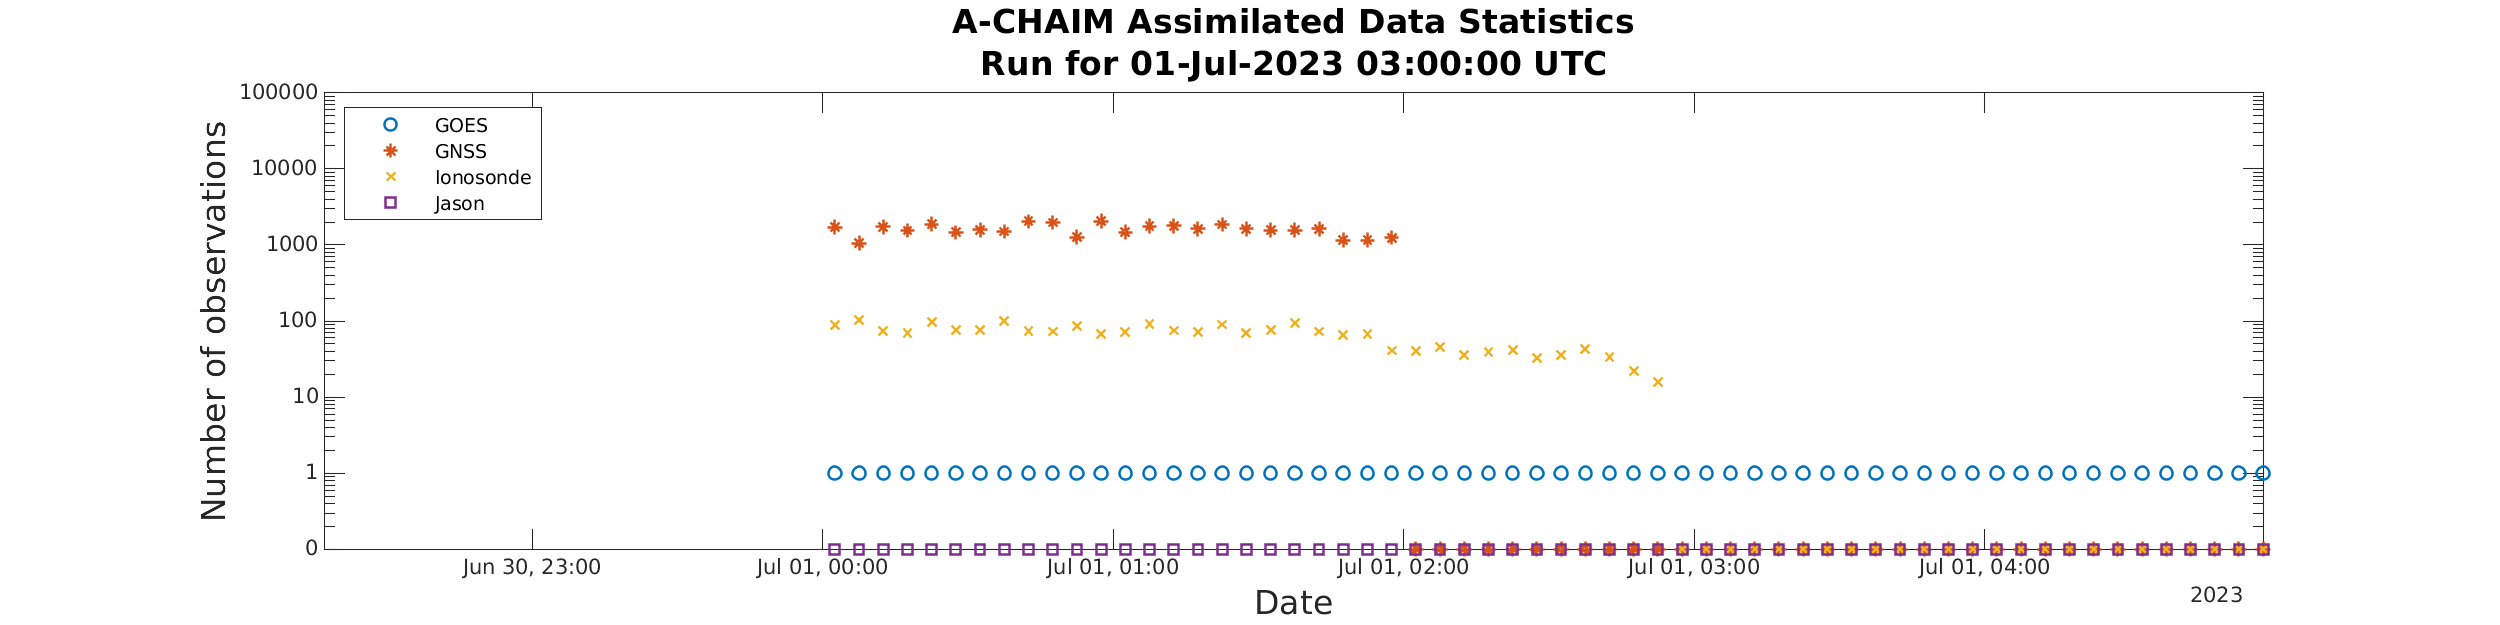 A-CHAIM Assimilated Data Statistics
Run for 01-Jul-2023 03:00:00 UTC
Number of observations
100000
10000
1000
100
10
1
0
GOES
GNSS
Ionosonde
Jason
Jun 30, 23:00
Jul 01, 00:00
Jul 01, 01:00
Jul 01, 02:00
Jul 01, 03:00
Jul 01, 04:00
Date
2023